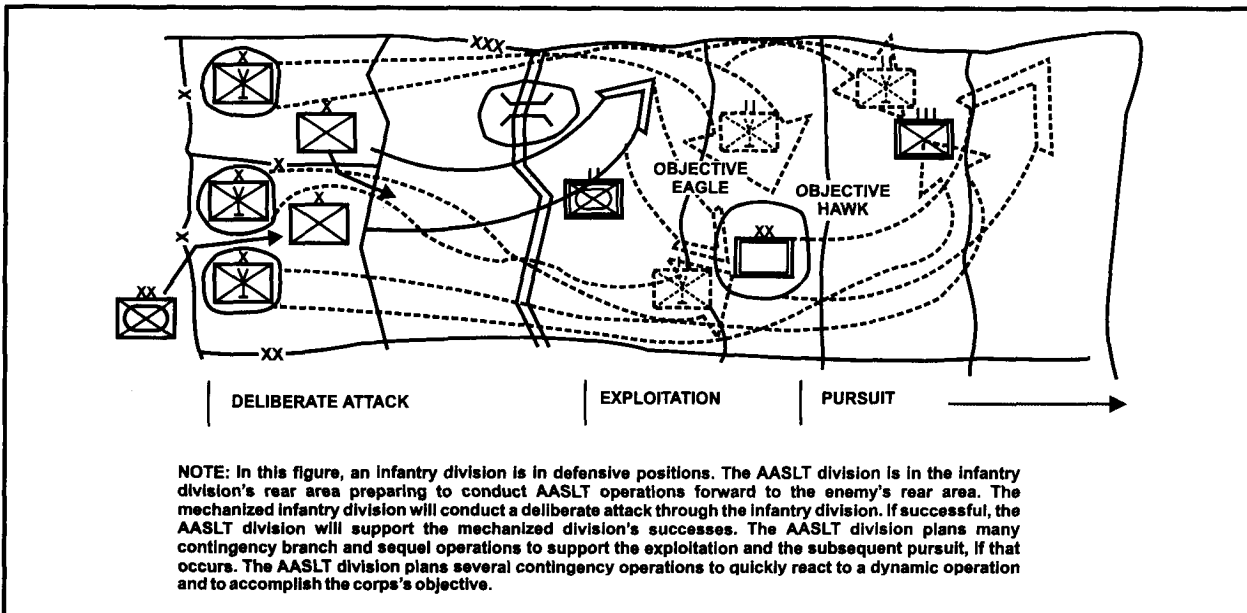 XXX
X
X
X
X
X
X
X
X
XX
XX
II
II
III
II
XX
OBJECTIVE
EAGLE
OBJECTIVE
HAWK
DELIBERATE ATTACK
EXPLOITATION
PURSUIT
NOTE: In this figure, an infantry division is in defensive positions. The AASLT division is in the infantry
division's rear area preparing to conduct AASLT operations forward to the enemy's rear area. The
mechanized infantry division will conduct a deliberate attack through the infantry division. If successful, the
AASLT division will support the mechanized division's successes. The AASLT division plans many
contingency branch and sequel operations to support the exploitation and the subsequent pursuit, if that
occurs. The AASLT division plans several contingency operations to quickly react to a dynamic operation
and to accomplish the corps's objective.